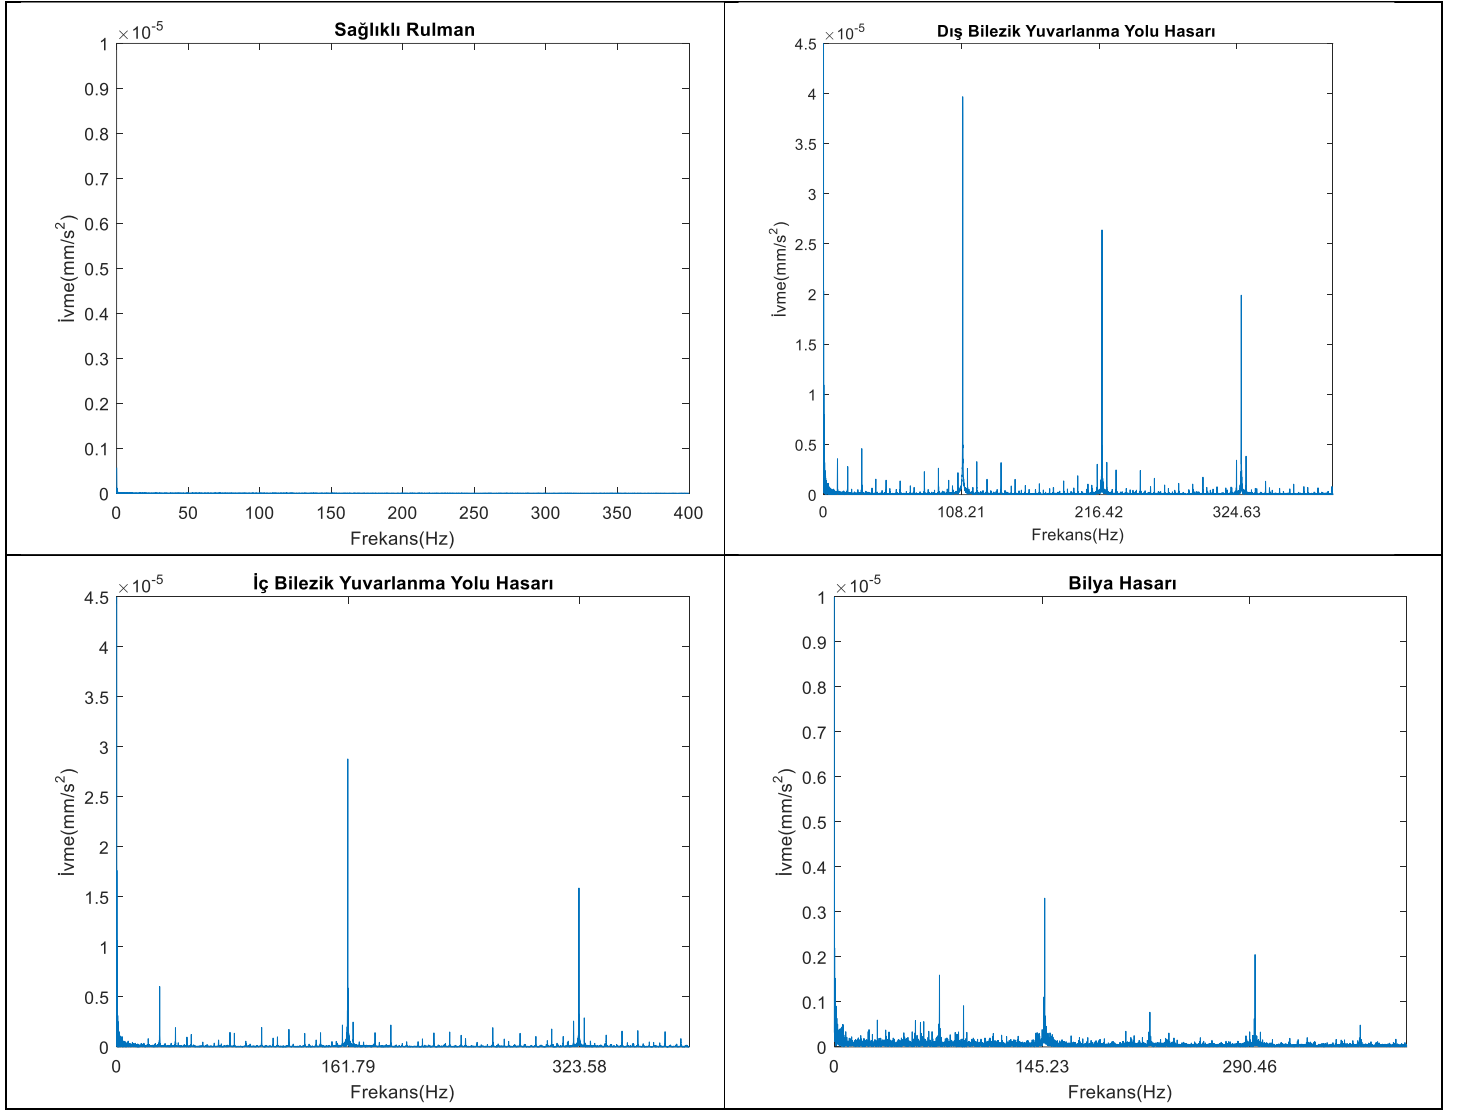 Sağlıklı Rulman
×10-5
1
0.9
0.8
0.7
0.6
0.5
0.4
0.3
0.2
0.1
0
İvme(mm/s2)
0 50 100 150 200 250 300 350 400
Frekans(Hz)
Dış Bilezik Yuvarlanma Yolu Hasarı
×10-5
4.5
4
3.5
3
2.5
2
1.5
1
0.5
0
İvme(mm/s2)
0 108.21 216.42 324.63
Frekans(Hz)
İç Bilezik Yuvarlanma Yolu Hasarı
×10-5
4.5
4
3.5
3
2.5
2
1.5
1
0.5
0
İvme(mm/s2)
0 161.79 323.58
Frekans(Hz)
Bilya Hasarı
×10-5
1
0.9
0.8
0.7
0.6
0.5
0.4
0.3
0.2
0.1
0
İvme(mm/s2)
0 145.23 290.46
Frekans(Hz)